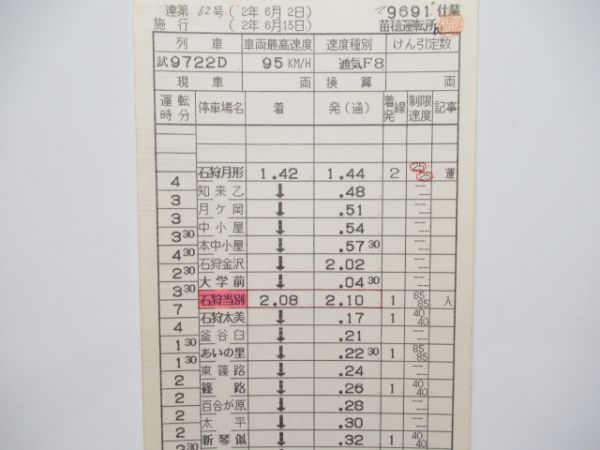 達第 62号 (2年 6月 2日) 9691 仕業
施行 (2年 6月15日) 苗穂運転所
列車 車両最高速度 速度種別 けん引定数
試9722D 95 KM/H 通気F8
現車 両 換算 両
運転時分 停車場名 着 発(通) 着発線 制限速度 記事
石狩月形 1.42 1.44 2 25 25 運
4
知来乙 ↓ .48
3
月ヶ岡 ↓ .51
3
中小屋 ↓ .54
3 30
本中小屋 ↓ .57 30
4 30
石狩金沢 ↓ 2.02
2 30
大学前 ↓ .04 30
3 30
石狩当別 2.08 2.10 1 85 85 入
7
石狩太美 ↓ .17 1 40 40
釜谷臼 ↓ .21
1 30
あいの里 ↓ .22 30 1 85 85
1 30
東篠路 ↓ .24
2
篠路 ↓ .26 1 40 40
2
百合が原 ↓ .28
2
太平 ↓ .30
2
新琴似 ↓ .32 1 40 40